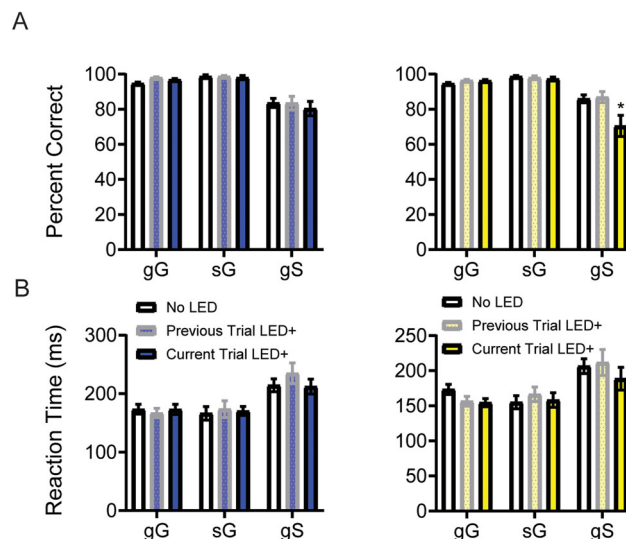 A
Percent Correct
100
80
60
40
20
0
gG sG gS
100
80
60
40
20
0
*
gG sG gS
B
Reaction Time (ms)
300
200
100
0
No LED
Previous Trial LED+
Current Trial LED+
gG sG gS
250
200
150
100
50
0
No LED
Previous Trial LED+
Current Trial LED+
gG sG gS